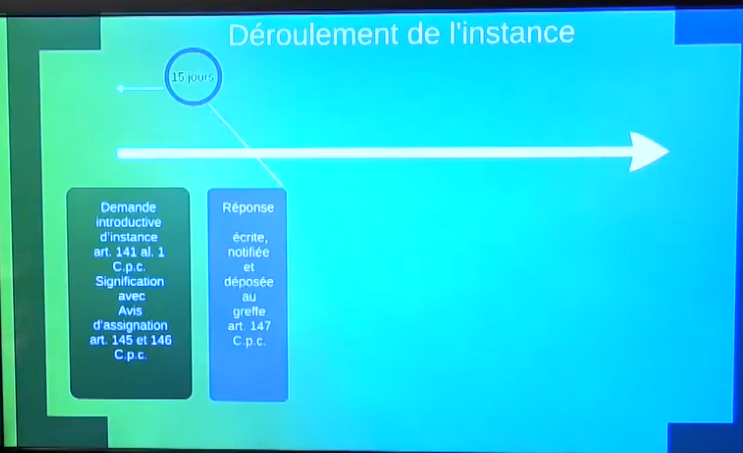 Déroulement de l'instance
15 jours
Demande
introductive
d'instance
art. 141 al. 1
C.p.c.
Signification
avec
Avis
d'assignation
art. 145 et 146
C.p.c.
Réponse
écrite,
notifiée
et
déposée
au
greffe
art. 147
C.p.c.